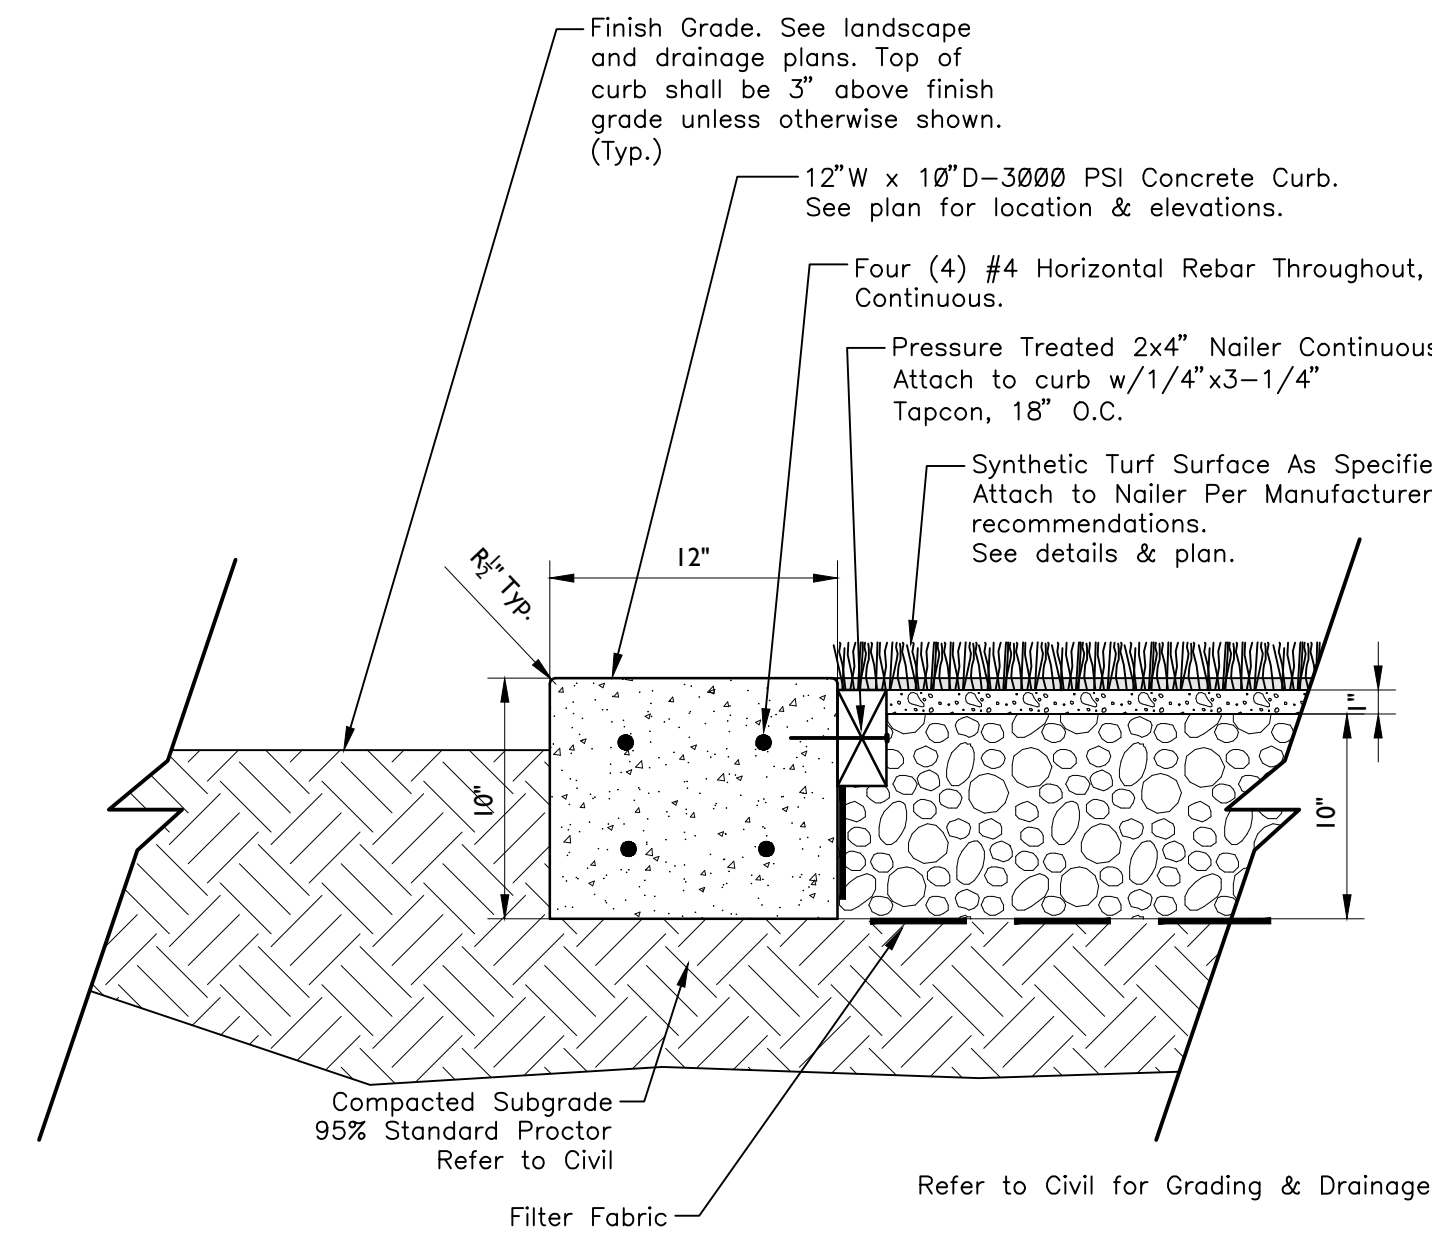 Finish Grade. See landscape
and drainage plans. Top of
curb shall be 3" above finish
grade unless otherwise shown.
(Typ.)
12"W x 10"D-3000 PSI Concrete Curb.
See plan for location & elevations.
Four (4) #4 Horizontal Rebar Throughout,
Continuous.
Pressure Treated 2x4" Nailer Continuous
Attach to curb w/1/4"x3-1/4"
Tapcon, 18" O.C.
Synthetic Turf Surface As Specifie
Attach to Nailer Per Manufacturer
recommendations.
See details & plan.
R½" Typ.
12"
1"
10"
10"
Compacted Subgrade
95% Standard Proctor
Refer to Civil
Refer to Civil for Grading & Drainage
Filter Fabric